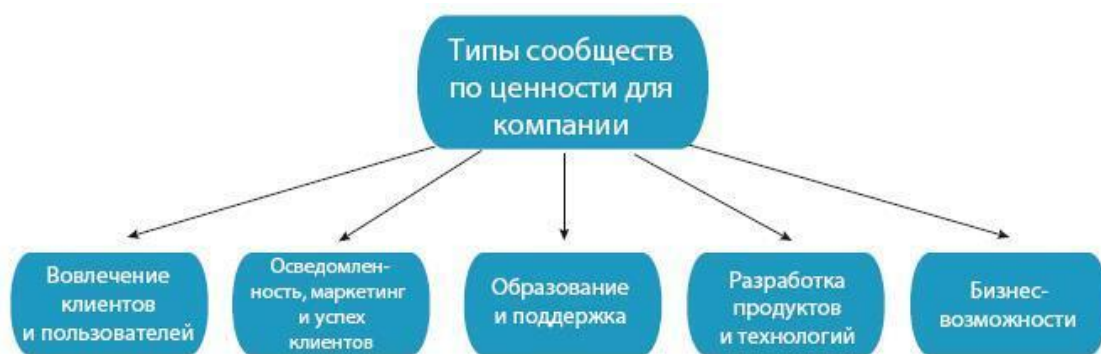 Типы сообществ
по ценности для
компании
Вовлечение
клиентов
и пользователей
Осведомлен-
ность, маркетинг
и успех
клиентов
Образование
и поддержка
Разработка
продуктов
и технологий
Бизнес-
возможности